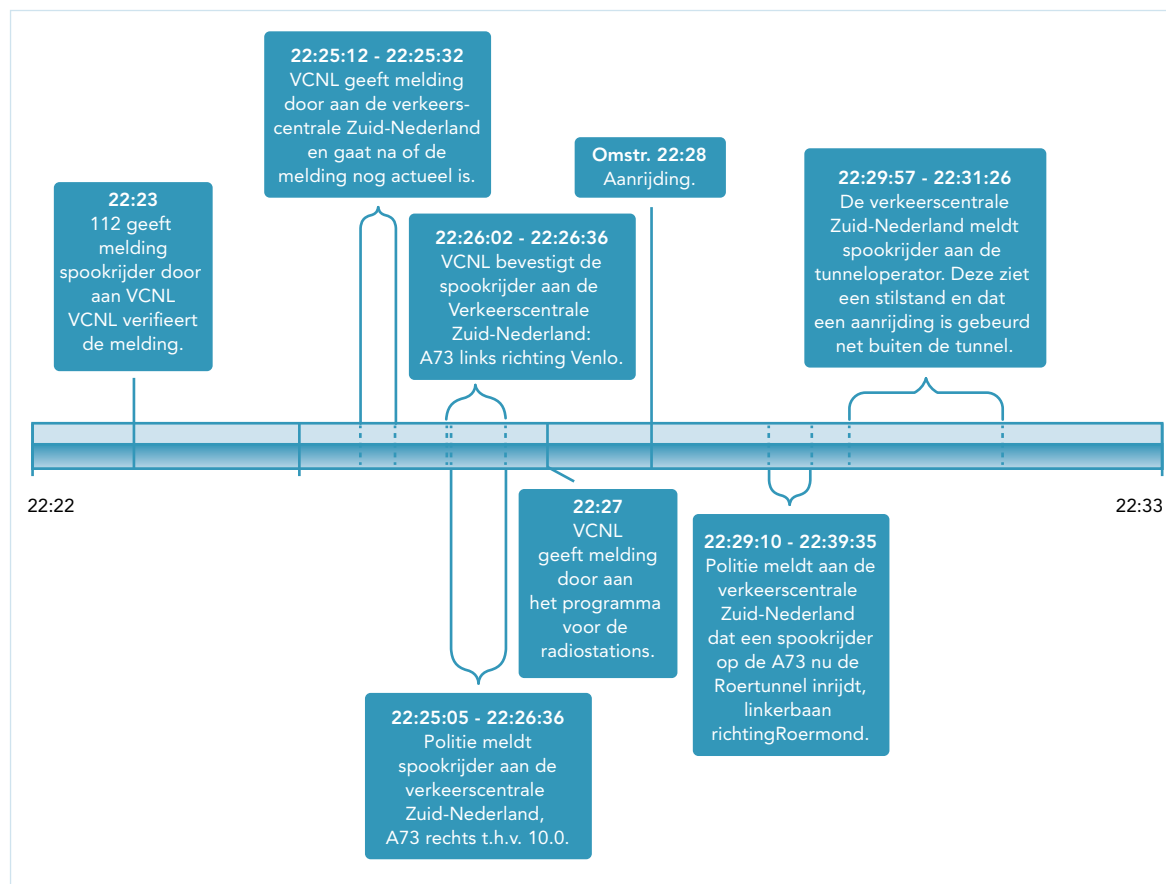 22:25:12 - 22:25:32
VCNL geeft melding
door aan de verkeers-
centrale Zuid-Nederland
en gaat na of de
melding nog actueel is.
Omstr. 22:28
Aanrijding.
22:29:57 - 22:31:26
De verkeerscentrale
Zuid-Nederland meldt
spookrijder aan de
tunneloperator. Deze ziet
een stilstand en dat
een aanrijding is gebeurd
net buiten de tunnel.
22:23
112 geeft
melding
spookrijder door
aan VCNL
VCNL verifieert
de melding.
22:26:02 - 22:26:36
VCNL bevestigt de
spookrijder aan de
Verkeerscentrale
Zuid-Nederland:
A73 links richting Venlo.
22:22
22:33
22:27
VCNL
geeft melding
door aan
het programma
voor de
radiostations.
22:29:10 - 22:39:35
Politie meldt aan de
verkeerscentrale
Zuid-Nederland
dat een spookrijder
op de A73 nu de
Roertunnel inrijdt,
linkerbaan
richtingRoermond.
22:25:05 - 22:26:36
Politie meldt
spookrijder aan de
verkeerscentrale
Zuid-Nederland,
A73 rechts t.h.v. 10.0.